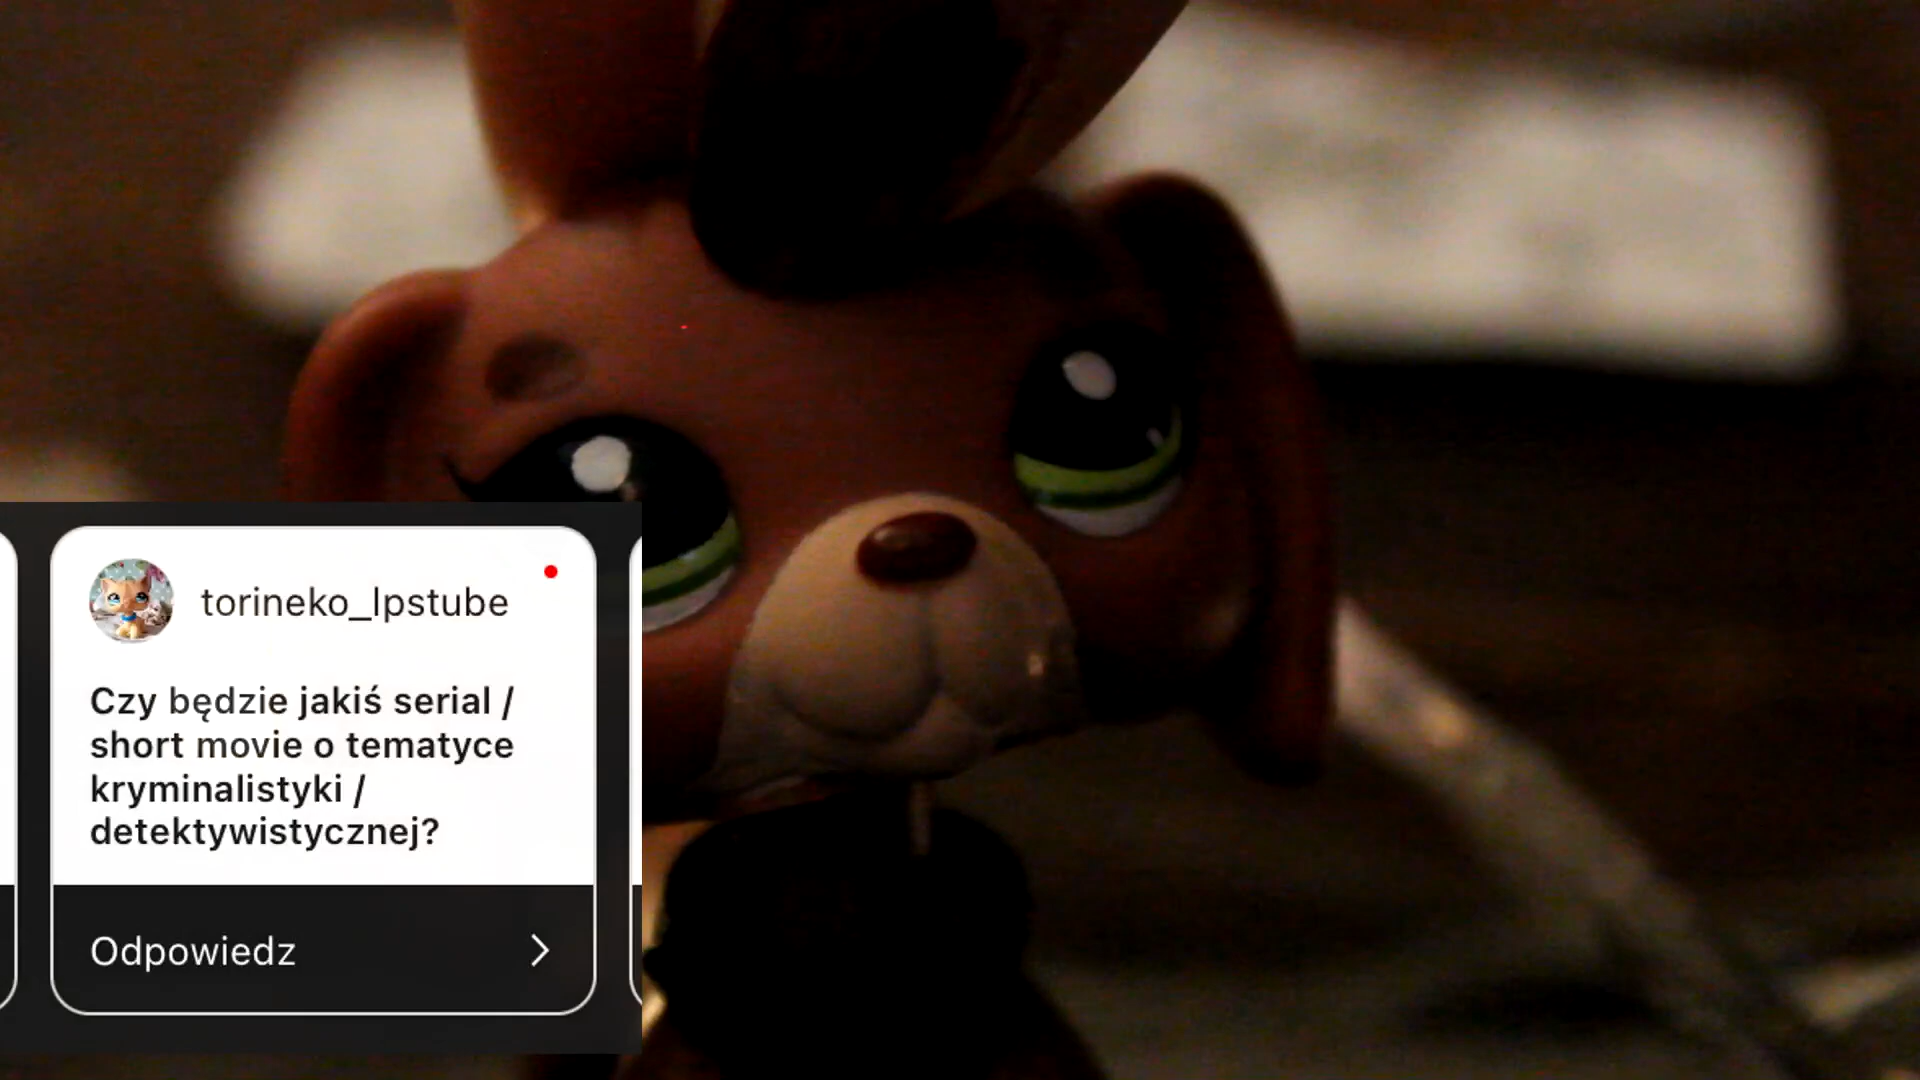 torineko_lpstube
Czy będzie jakiś serial /
short movie o tematyce
kryminalistyki /
detektywistycznej?
Odpowiedz